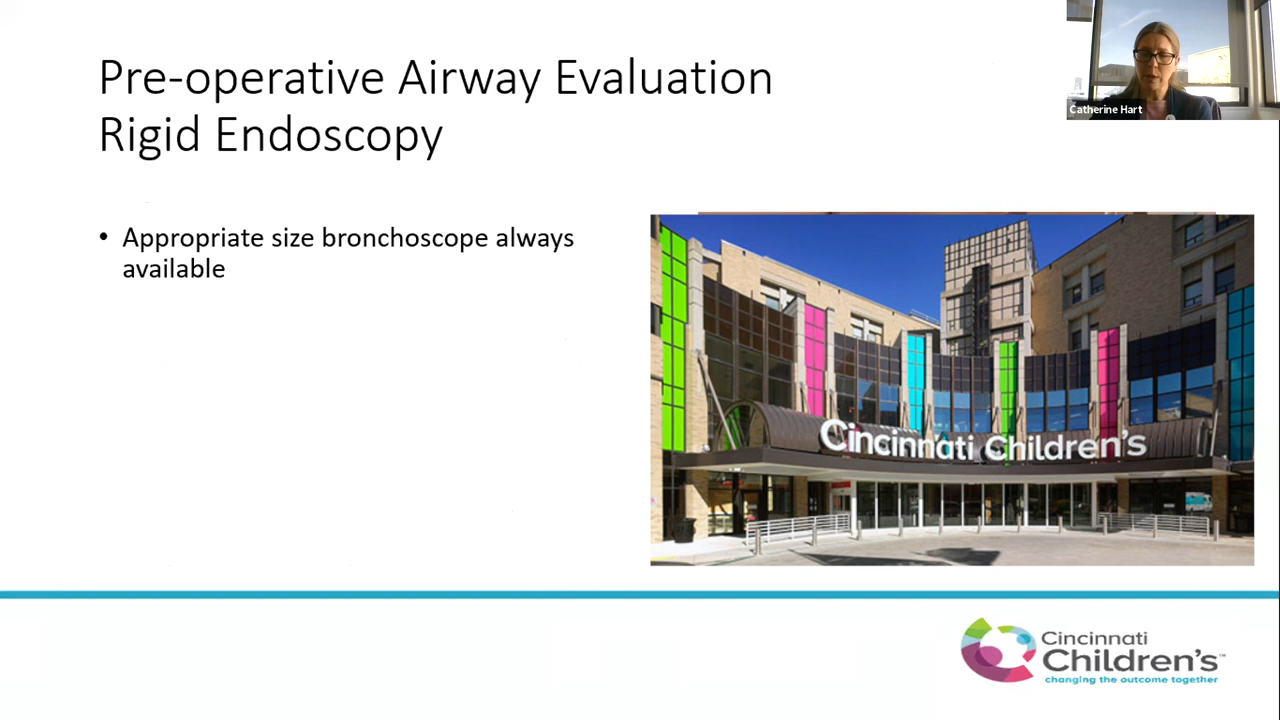 Pre-operative Airway Evaluation
Rigid Endoscopy
Catherine Hart
• Appropriate size bronchoscope always
available
Cincinnati Children's
Cincinnati
Children's™
changing the outcome together